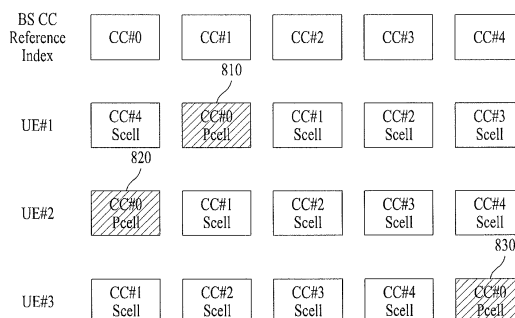 BS CC
Reference
Index
CC#0 CC#1 CC#2 CC#3 CC#4
810
UE#1
CC#4 CC#0 CC#1 CC#2 CC#3
Scell Pcell Scell Scell Scell
820
UE#2
CC#0 CC#1 CC#2 CC#3 CC#4
Pcell Scell Scell Scell Scell
830
UE#3
CC#1 CC#2 CC#3 CC#4 CC#0
Scell Scell Scell Scell Pcell